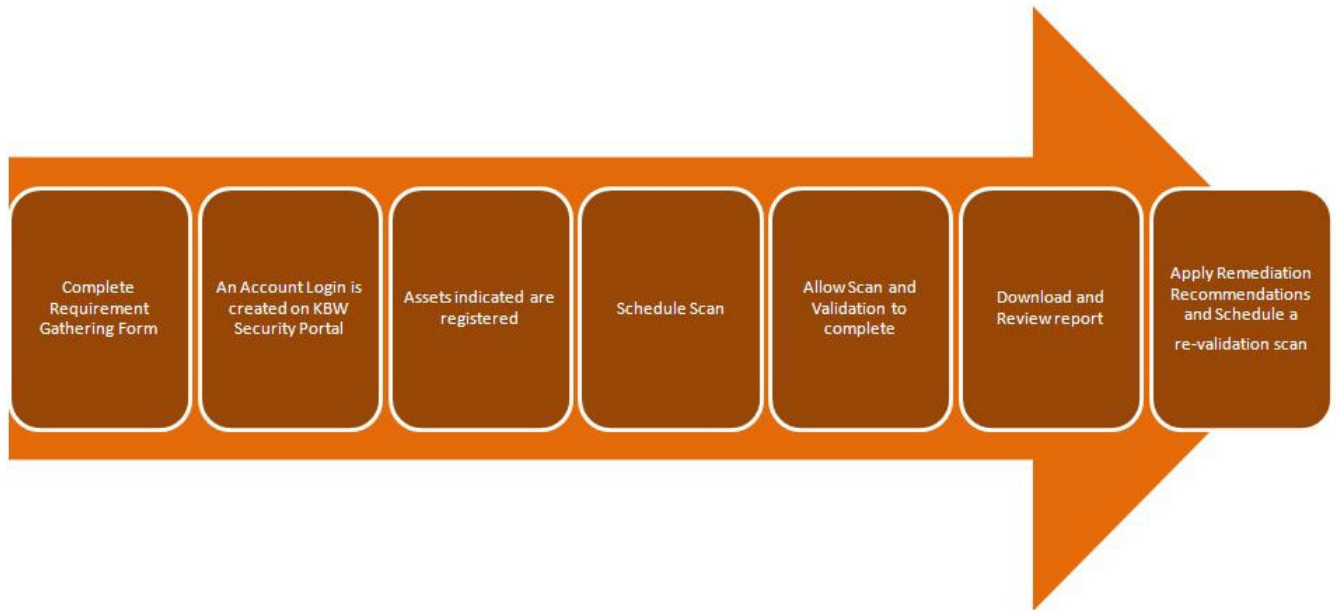 Complete
Requirement
Gathering Form
An Account Login is
created on KBW
Security Portal
Assets indicated are
registered
Schedule Scan
Allow Scan and
Validation to
complete
Download and
Review report
Apply Remediation
Recommendations
and Schedule a
re-validation scan